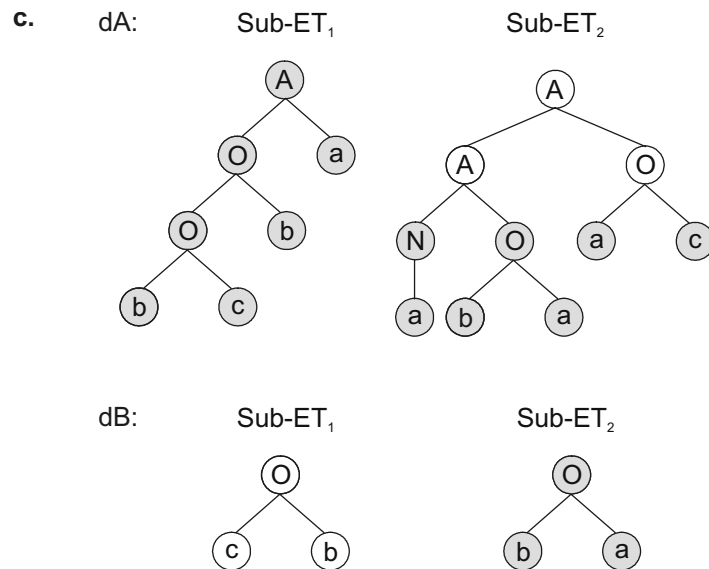 c. dA: Sub-ET₁ Sub-ET₂
A A
O a A O
O b N O a c
b c a b a
dB: Sub-ET₁ Sub-ET₂
O O
c b b a